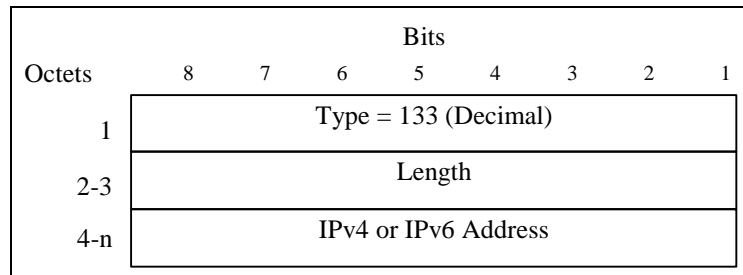 Bits
Octets 8 7 6 5 4 3 2 1
1 Type = 133 (Decimal)
2-3 Length
4-n IPv4 or IPv6 Address